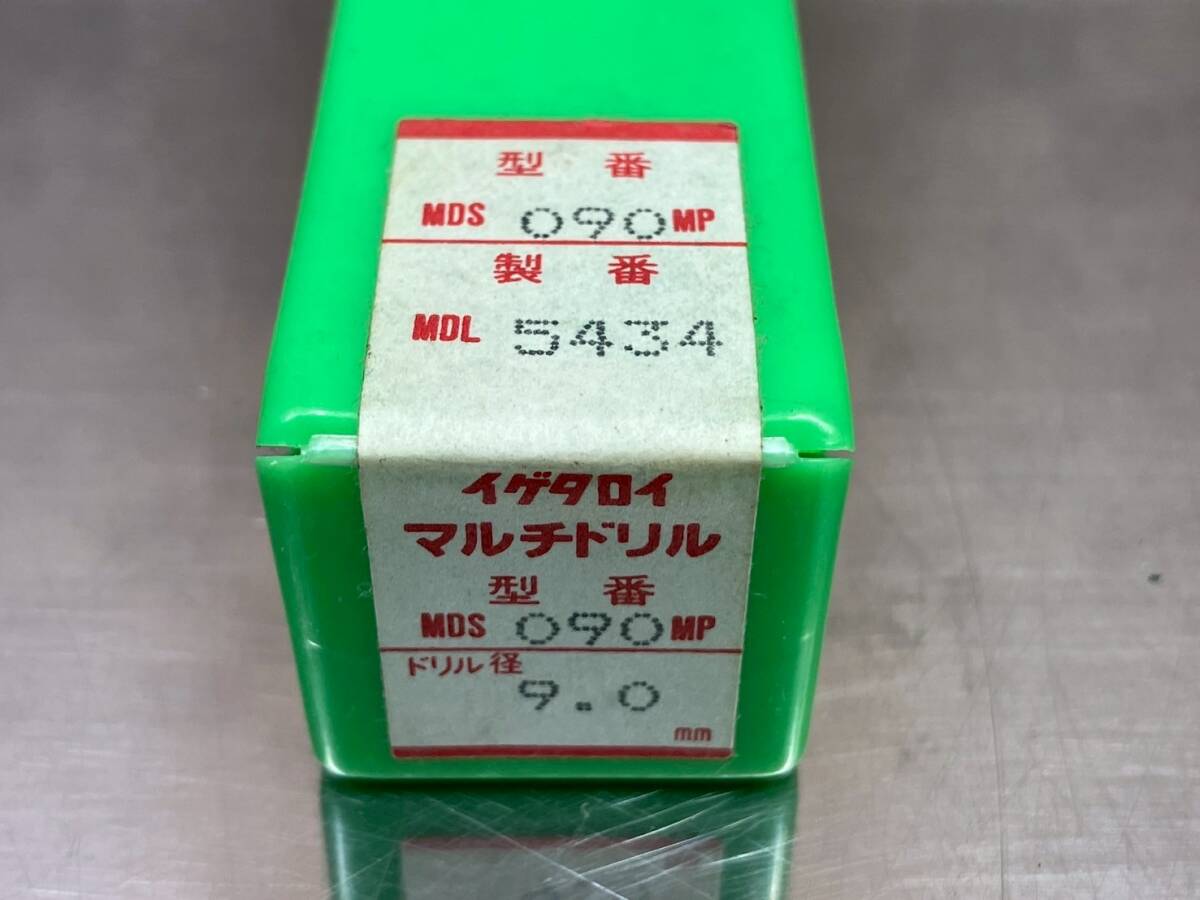 型番
MDS 090 MP
製番
MDL 5434
イゲタロイ
マルチドリル
型番
MDS 090 MP
ドリル径
9.0
mm